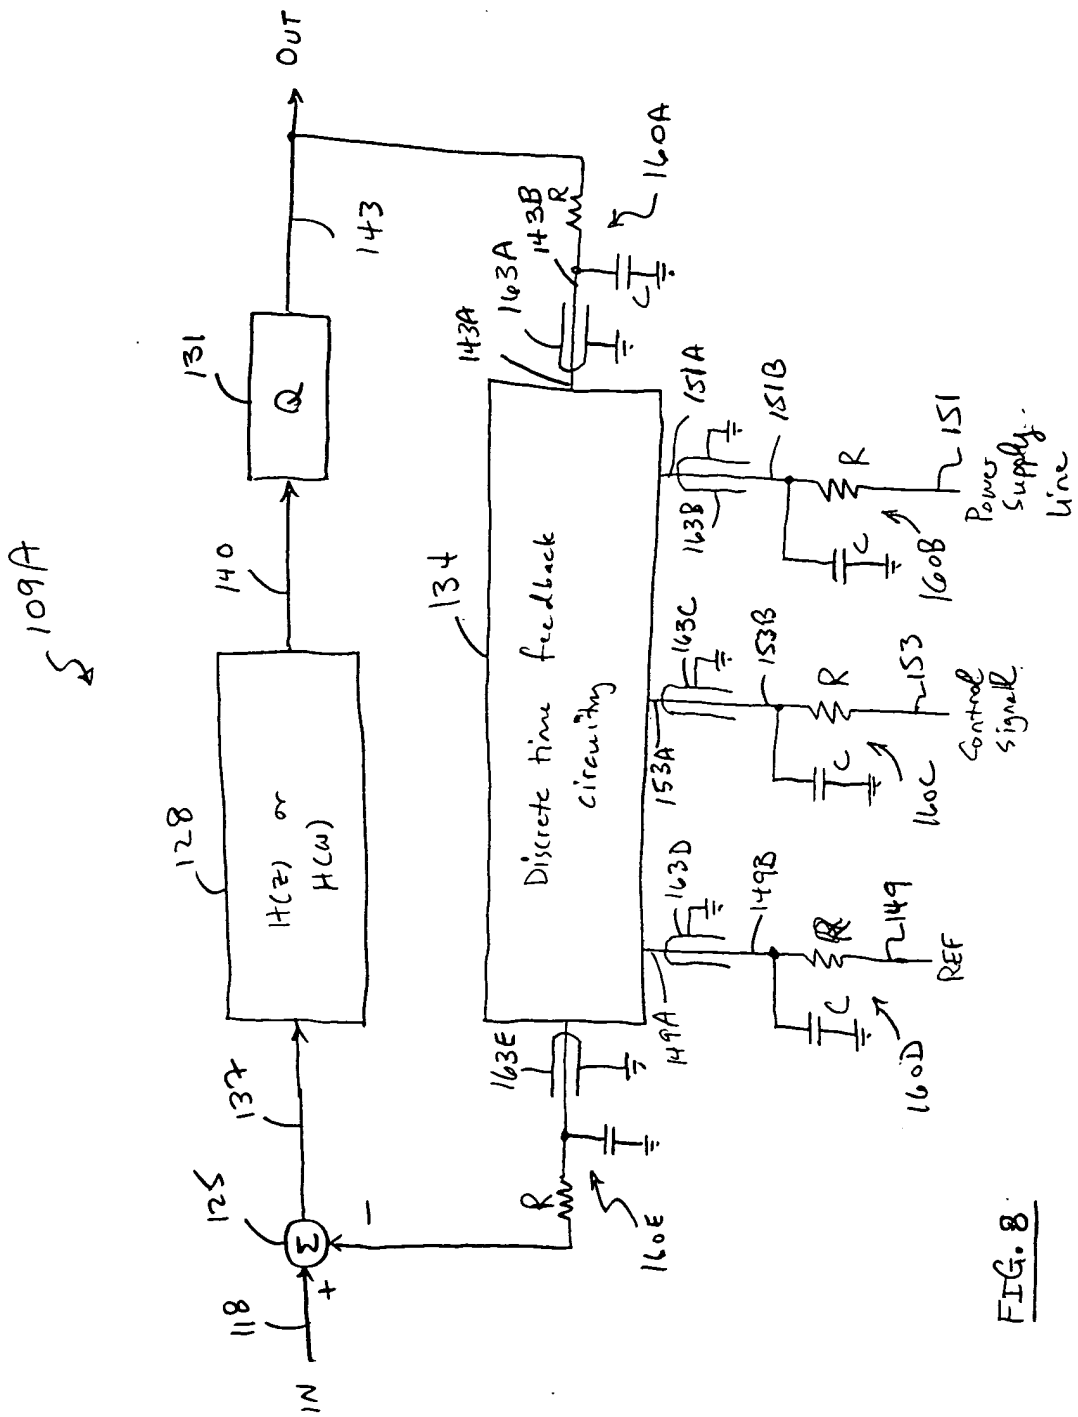 109A
IN
118
+
125
Σ
-
137
128
H(z) or
H(ω)
140
131
Q
143
OUT
134
Discrete time feedback
circuitry
160E
R
163E
143A
163A
143B
R
C
160A
149A
163D
149B
C
R
149
REF
160D
153A
163C
153B
C
R
153
Control
Signal
160C
151A
163B
151B
C
R
151
Power
Supply
Line
160B
FIG. 8